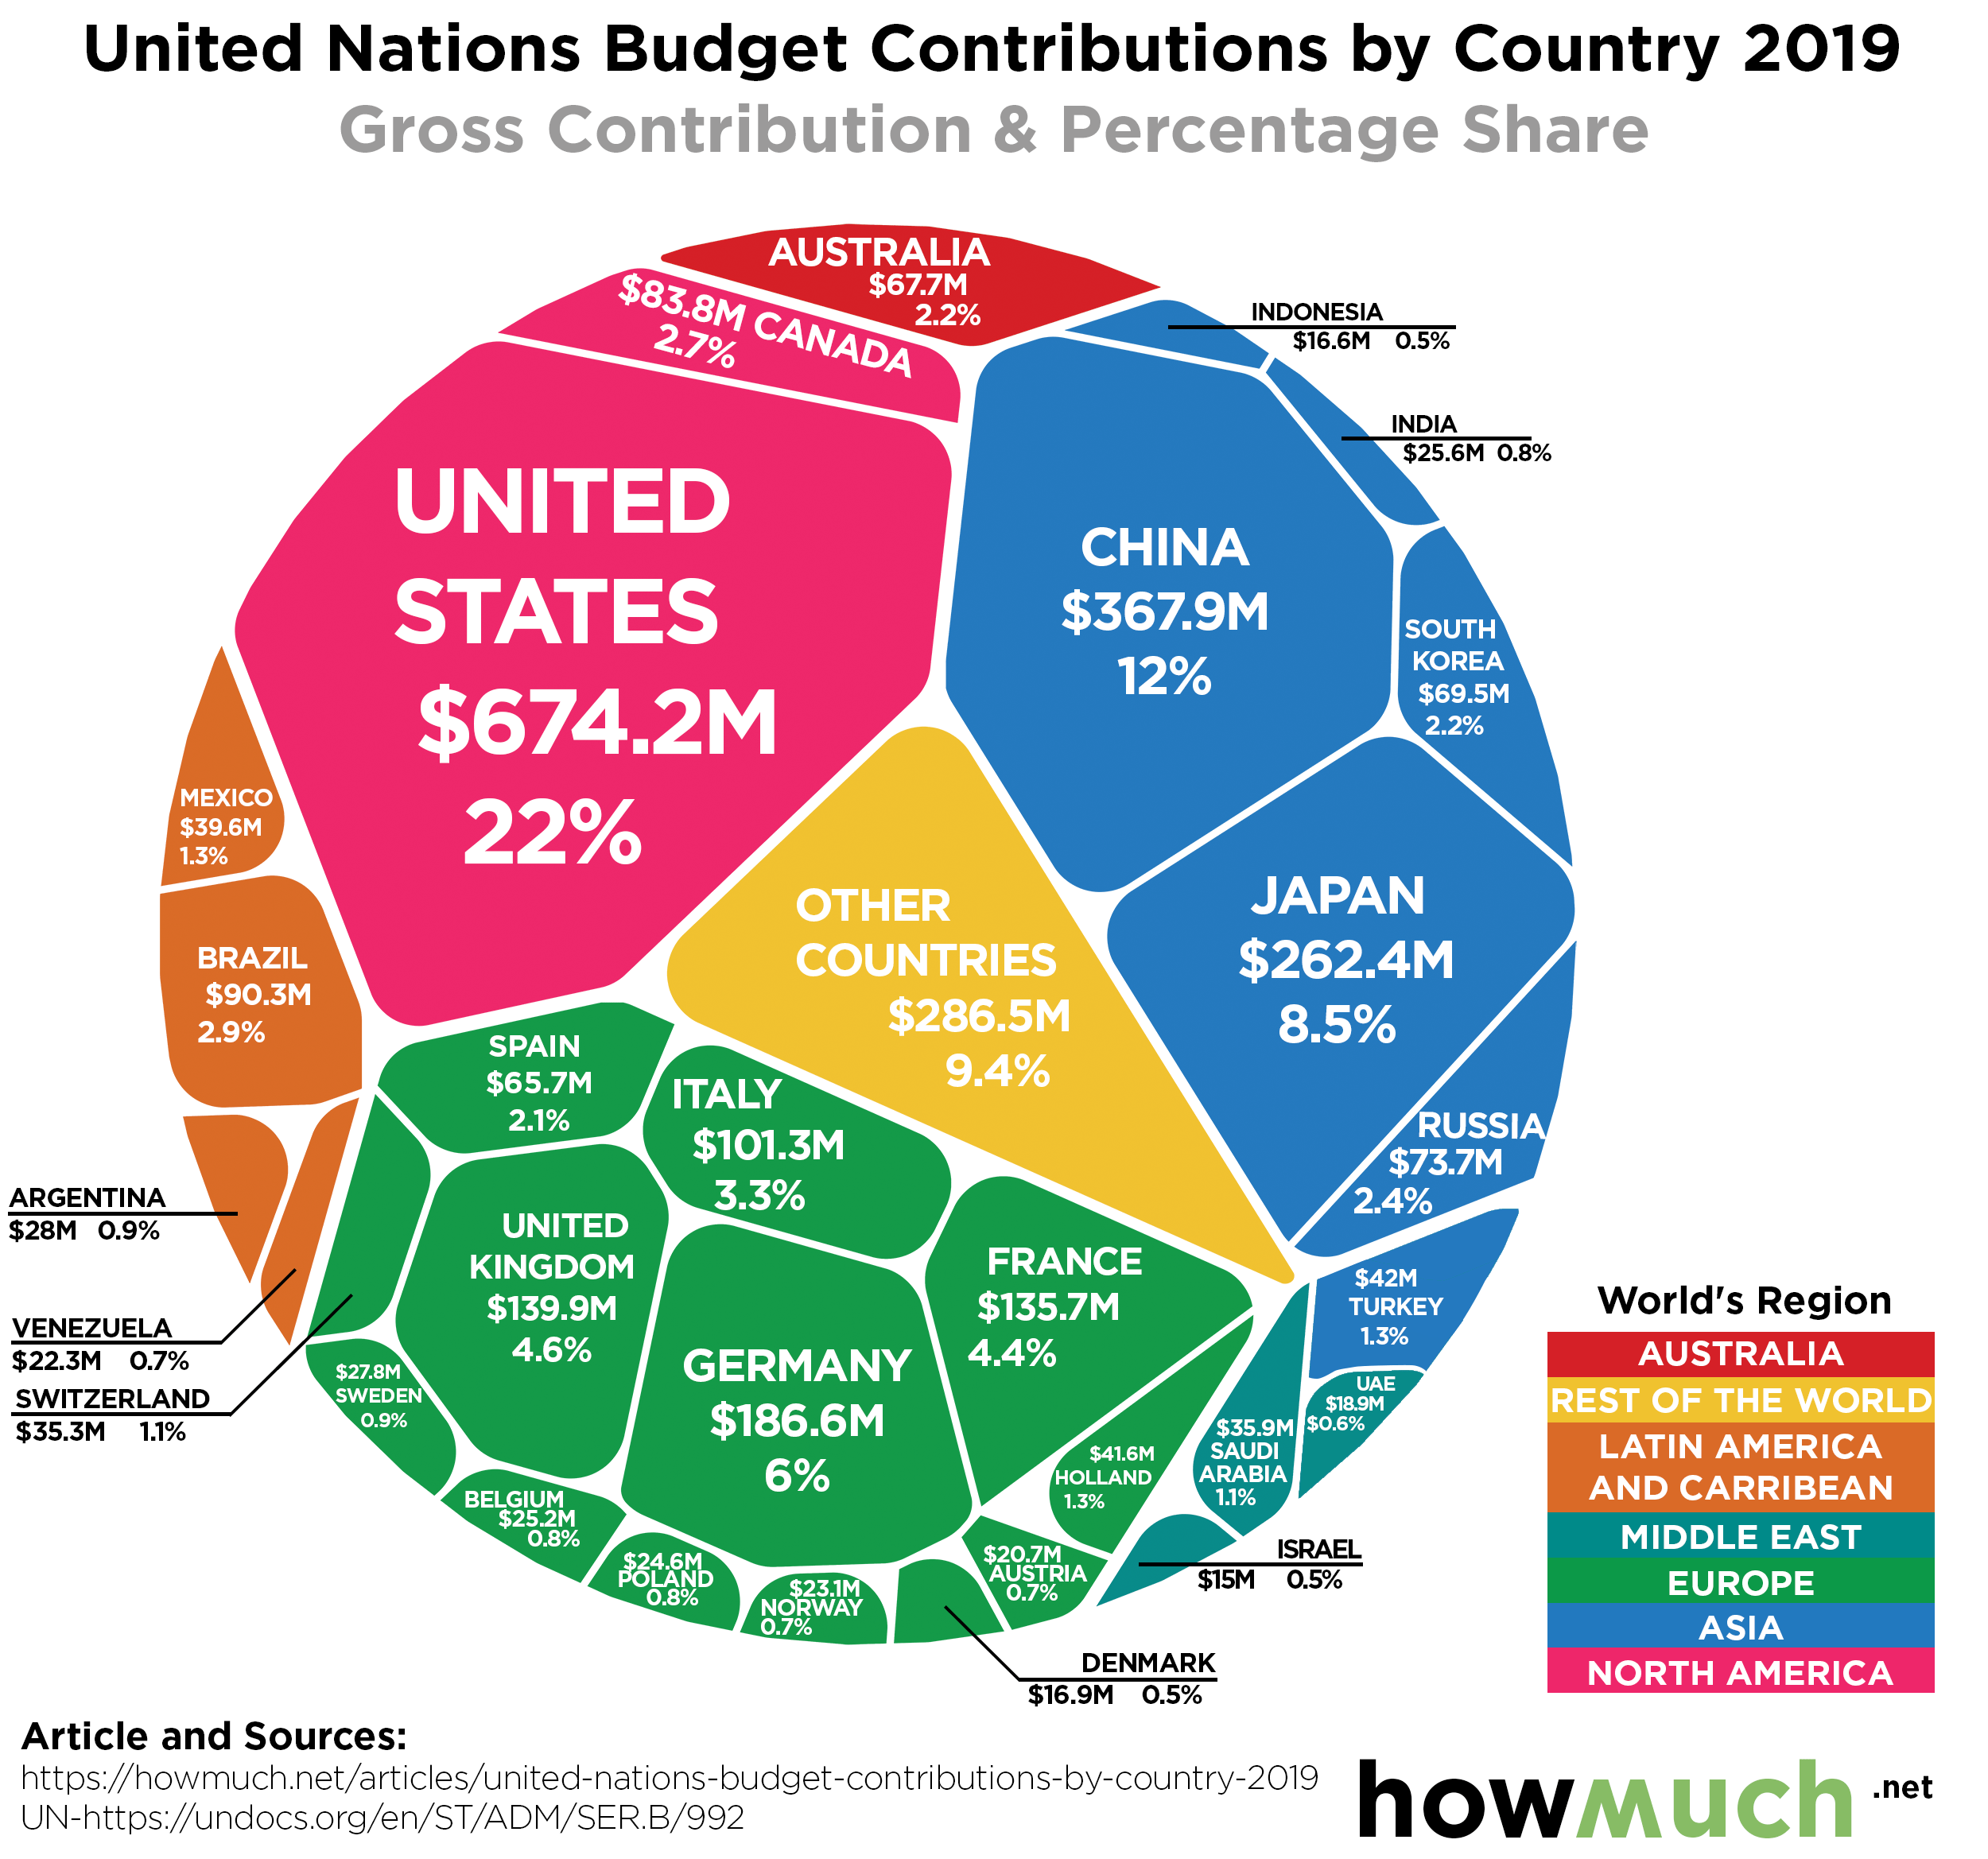 United Nations Budget Contributions by Country 2019
Gross Contribution & Percentage Share
AUSTRALIA
$67.7M
2.2%
$83.8M CANADA
2.7%
INDONESIA
$16.6M 0.5%
INDIA
$25.6M 0.8%
UNITED
STATES
$674.2M
22%
CHINA
$367.9M
12%
SOUTH
KOREA
$69.5M
2.2%
MEXICO
$39.6M
1.3%
OTHER
COUNTRIES
$286.5M
9.4%
JAPAN
$262.4M
8.5%
BRAZIL
$90.3M
2.9%
SPAIN
$65.7M
2.1%
ITALY
$101.3M
3.3%
RUSSIA
$73.7M
2.4%
ARGENTINA
$28M 0.9%
VENEZUELA
$22.3M 0.7%
SWITZERLAND
$35.3M 1.1%
UNITED
KINGDOM
$139.9M
4.6%
FRANCE
$135.7M
4.4%
$42M
TURKEY
1.3%
GERMANY
$186.6M
6%
$27.8M
SWEDEN
0.9%
UAE
$18.9M
$0.6%
$35.9M
SAUDI
ARABIA
1.1%
$41.6M
HOLLAND
1.3%
BELGIUM
$25.2M
0.8%
$24.6M
POLAND
0.8%
$23.1M
NORWAY
0.7%
$20.7M
AUSTRIA
0.7%
ISRAEL
$15M 0.5%
DENMARK
$16.9M 0.5%
World's Region
AUSTRALIA
REST OF THE WORLD
LATIN AMERICA
AND CARRIBEAN
MIDDLE EAST
EUROPE
ASIA
NORTH AMERICA
Article and Sources:
https://howmuch.net/articles/united-nations-budget-contributions-by-country-2019
UN-https://undocs.org/en/ST/ADM/SER.B/992
howmuch.net